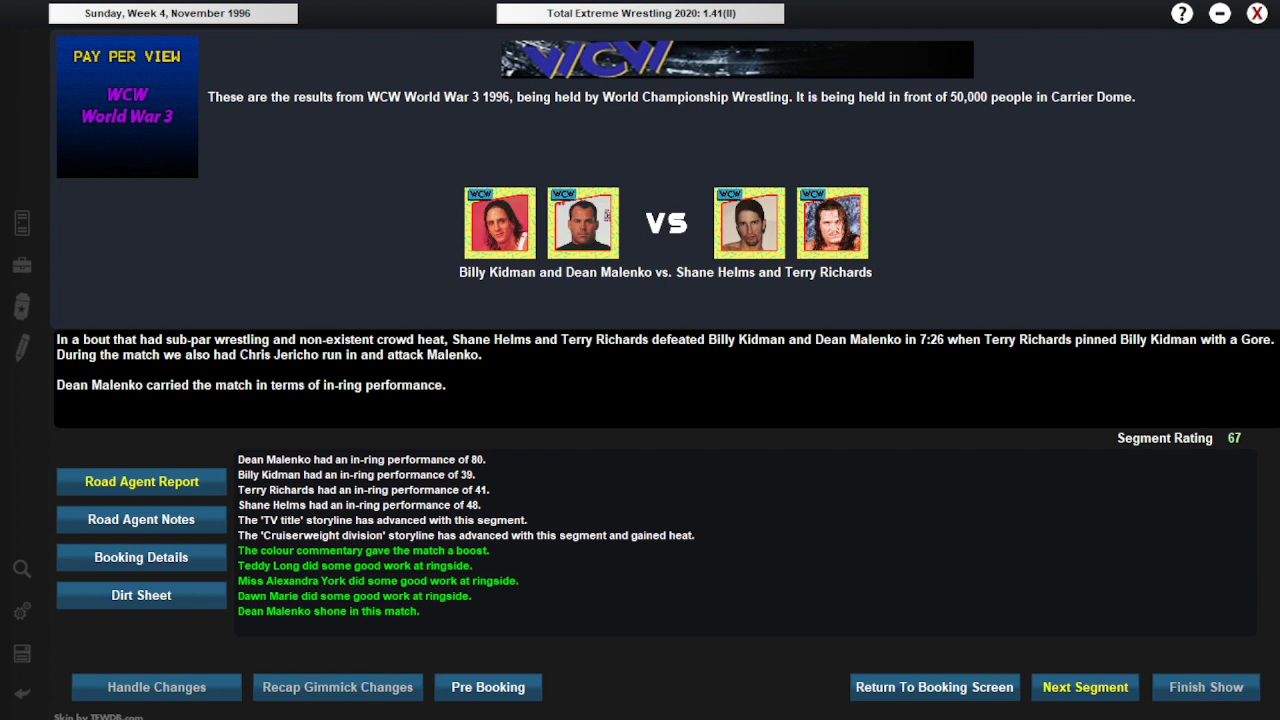 Sunday, Week 4, November 1996
Total Extreme Wrestling 2020: 1.41(II)
?
X
PAY PER VIEW
WCW
World War 3
WCW
These are the results from WCW World War 3 1996, being held by World Championship Wrestling. It is being held in front of 50,000 people in Carrier Dome.
WCW
WCW
VS
WCW
WCW
Billy Kidman and Dean Malenko vs. Shane Helms and Terry Richards
In a bout that had sub-par wrestling and non-existent crowd heat, Shane Helms and Terry Richards defeated Billy Kidman and Dean Malenko in 7:26 when Terry Richards pinned Billy Kidman with a Gore.
During the match we also had Chris Jericho run in and attack Malenko.
Dean Malenko carried the match in terms of in-ring performance.
Segment Rating 67
Road Agent Report
Road Agent Notes
Booking Details
Dirt Sheet
Dean Malenko had an in-ring performance of 80.
Billy Kidman had an in-ring performance of 39.
Terry Richards had an in-ring performance of 41.
Shane Helms had an in-ring performance of 48.
The 'TV title' storyline has advanced with this segment.
The 'Cruiserweight division' storyline has advanced with this segment and gained heat.
The colour commentary gave the match a boost.
Teddy Long did some good work at ringside.
Miss Alexandra York did some good work at ringside.
Dawn Marie did some good work at ringside.
Dean Malenko shone in this match.
Handle Changes
Recap Gimmick Changes
Pre Booking
Return To Booking Screen
Next Segment
Finish Show
Skin by TEWDB.com